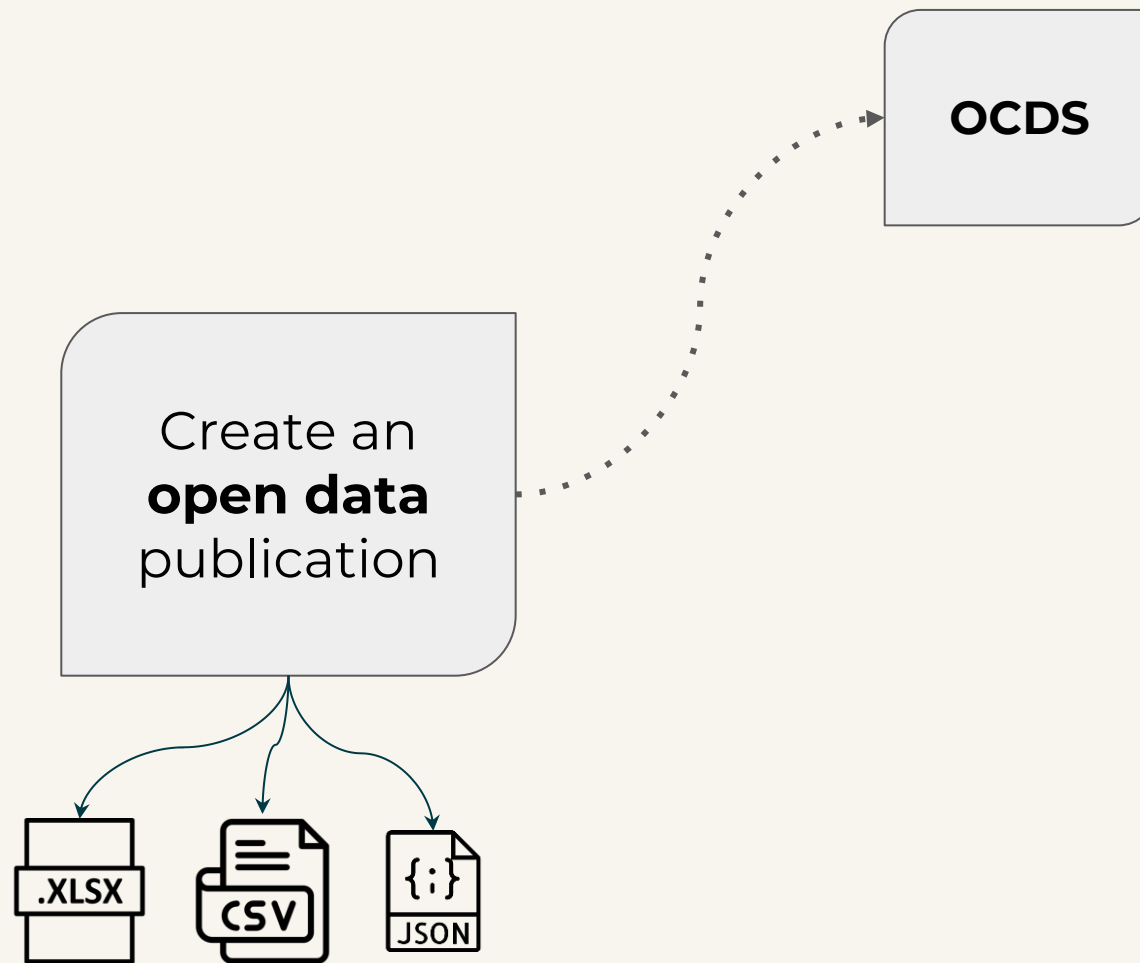 OCDS
Create an
open data
publication
.XLSX
CSV
{;}
JSON